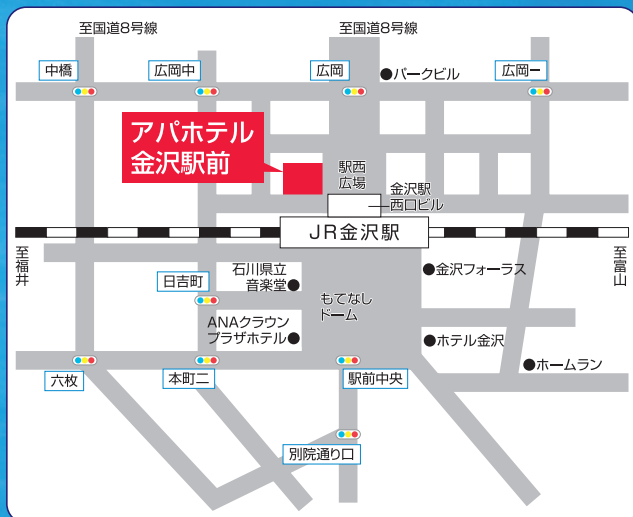 至国道8号線
至国道8号線
中橋
広岡中
広岡
パークビル
広岡一
アパホテル
金沢駅前
駅西
広場
金沢駅
西口ビル
JR金沢駅
至福井
至富山
日吉町
石川県立
音楽堂
もてなし
ドーム
金沢フォーラス
ANAクラウン
プラザホテル
ホテル金沢
六枚
本町二
駅前中央
ホームラン
別院通り口